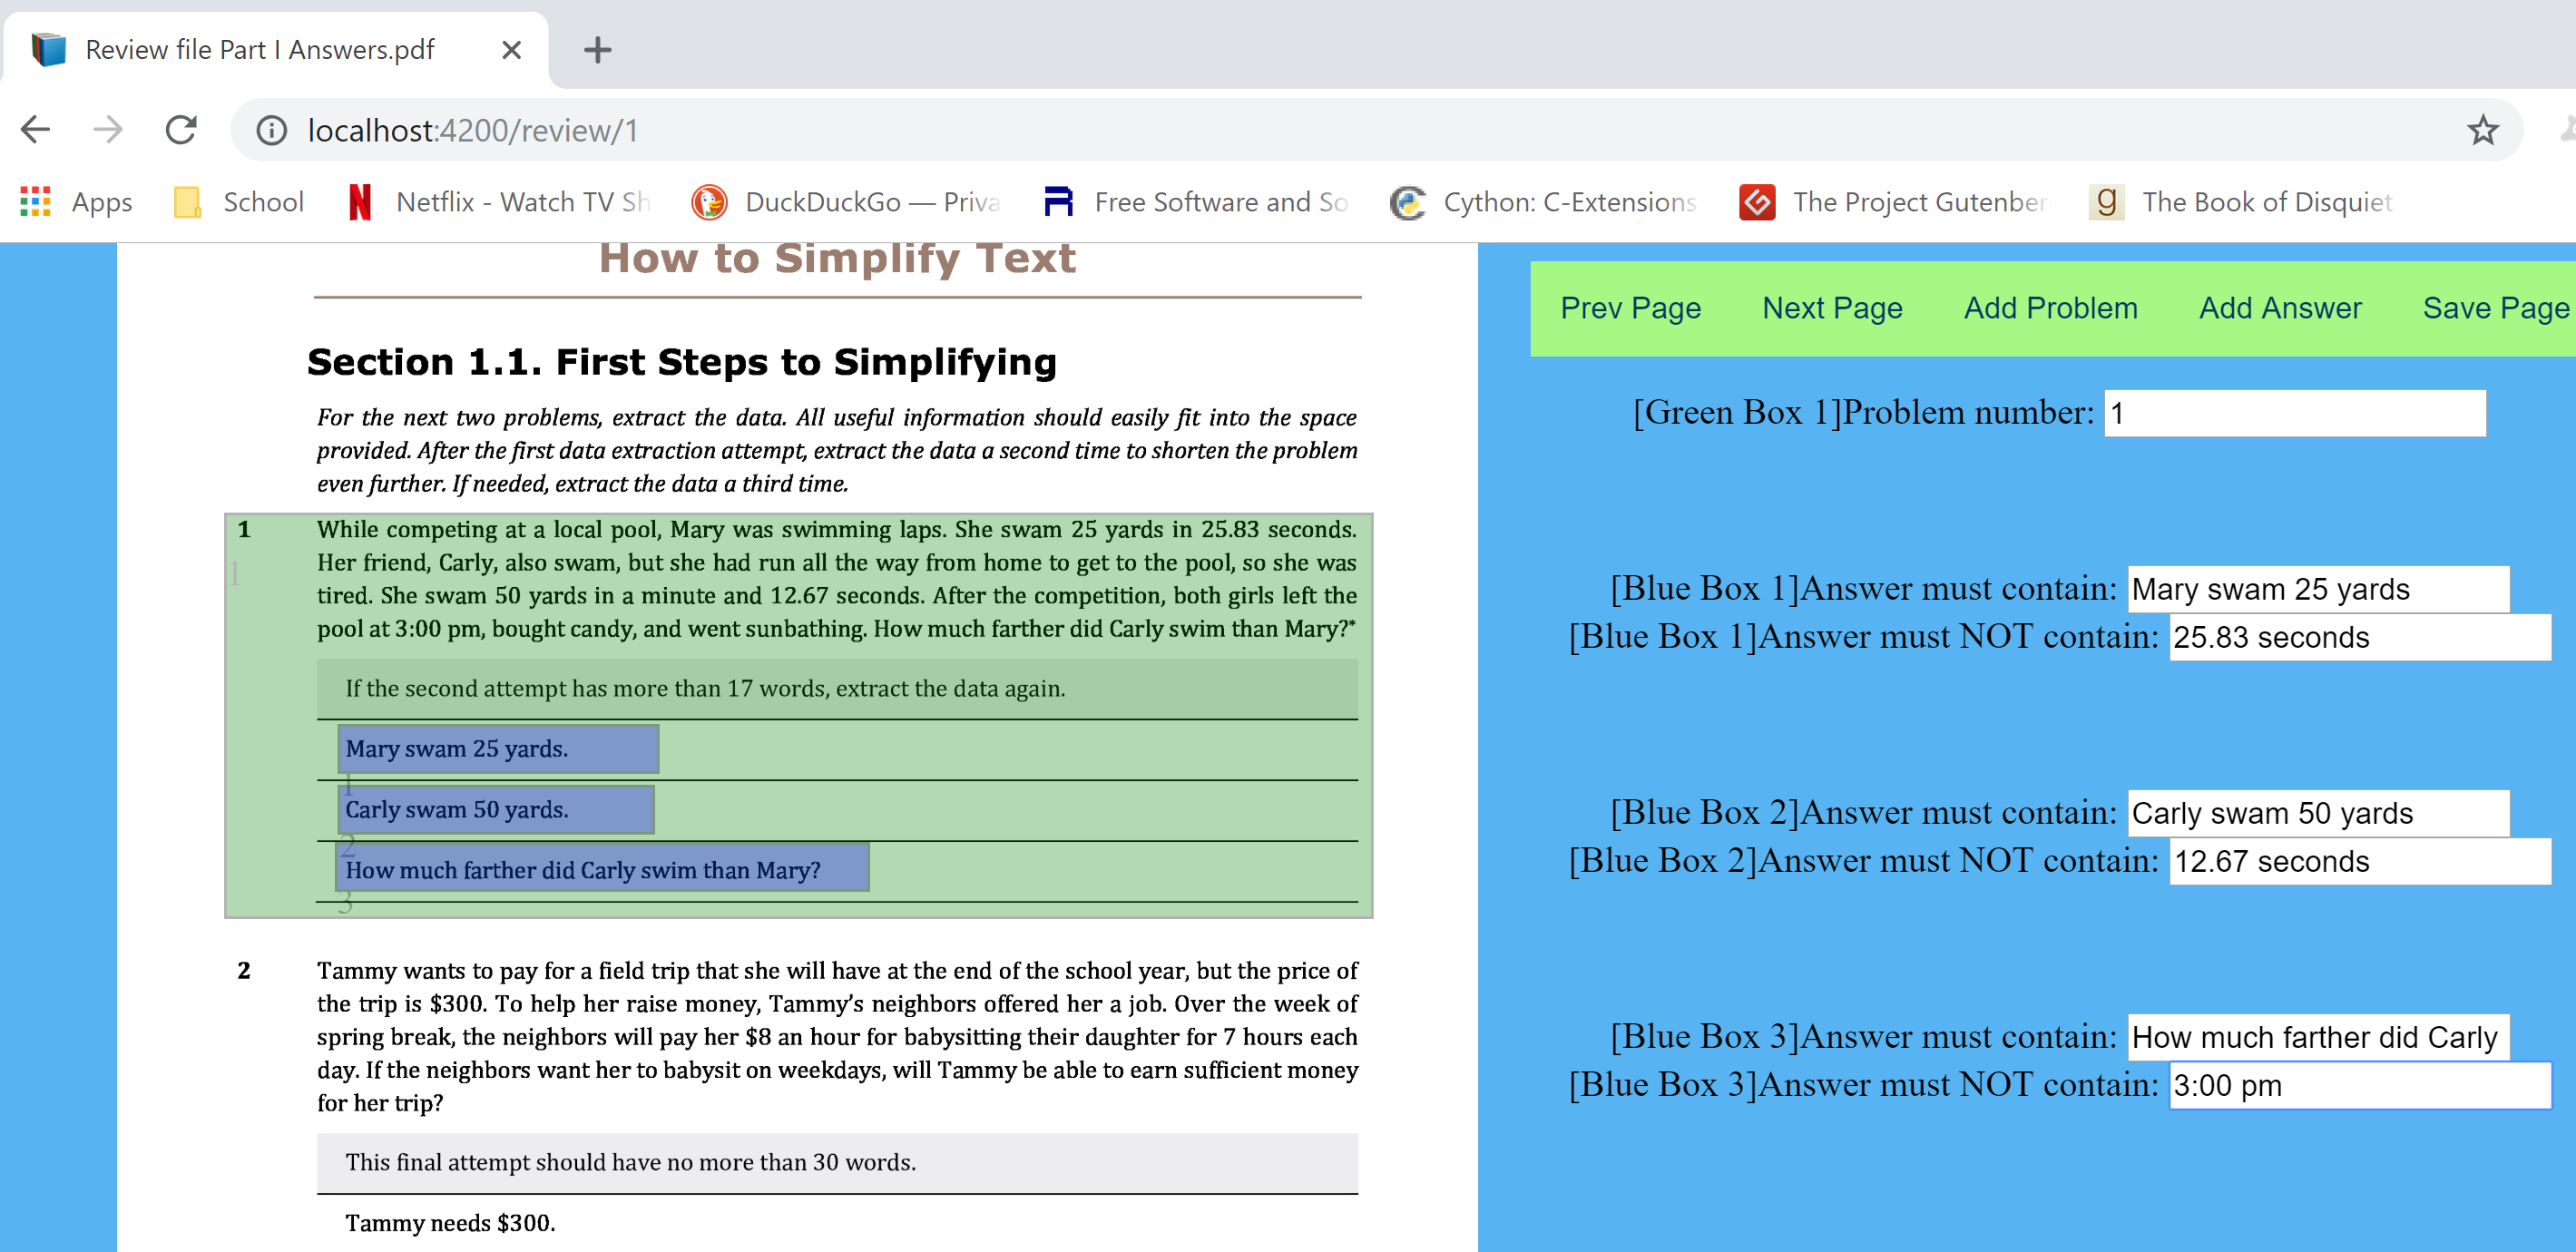 Review file Part I Answers.pdf
localhost:4200/review/1
Apps School Netflix - Watch TV Sh DuckDuckGo — Priva Free Software and So Cython: C-Extensions The Project Gutenber The Book of Disquiet
How to Simplify Text
Section 1.1. First Steps to Simplifying
For the next two problems, extract the data. All useful information should easily fit into the space
provided. After the first data extraction attempt, extract the data a second time to shorten the problem
even further. If needed, extract the data a third time.
1 While competing at a local pool, Mary was swimming laps. She swam 25 yards in 25.83 seconds.
Her friend, Carly, also swam, but she had run all the way from home to get to the pool, so she was
1
tired. She swam 50 yards in a minute and 12.67 seconds. After the competition, both girls left the
pool at 3:00 pm, bought candy, and went sunbathing. How much farther did Carly swim than Mary?*
If the second attempt has more than 17 words, extract the data again.
Mary swam 25 yards.
1
Carly swam 50 yards.
2
How much farther did Carly swim than Mary?
3
2 Tammy wants to pay for a field trip that she will have at the end of the school year, but the price of
the trip is $300. To help her raise money, Tammy’s neighbors offered her a job. Over the week of
spring break, the neighbors will pay her $8 an hour for babysitting their daughter for 7 hours each
day. If the neighbors want her to babysit on weekdays, will Tammy be able to earn sufficient money
for her trip?
This final attempt should have no more than 30 words.
Tammy needs $300.
Prev Page Next Page Add Problem Add Answer Save Page
[Green Box 1]Problem number: 1
[Blue Box 1]Answer must contain: Mary swam 25 yards
[Blue Box 1]Answer must NOT contain: 25.83 seconds
[Blue Box 2]Answer must contain: Carly swam 50 yards
[Blue Box 2]Answer must NOT contain: 12.67 seconds
[Blue Box 3]Answer must contain: How much farther did Carly
[Blue Box 3]Answer must NOT contain: 3:00 pm